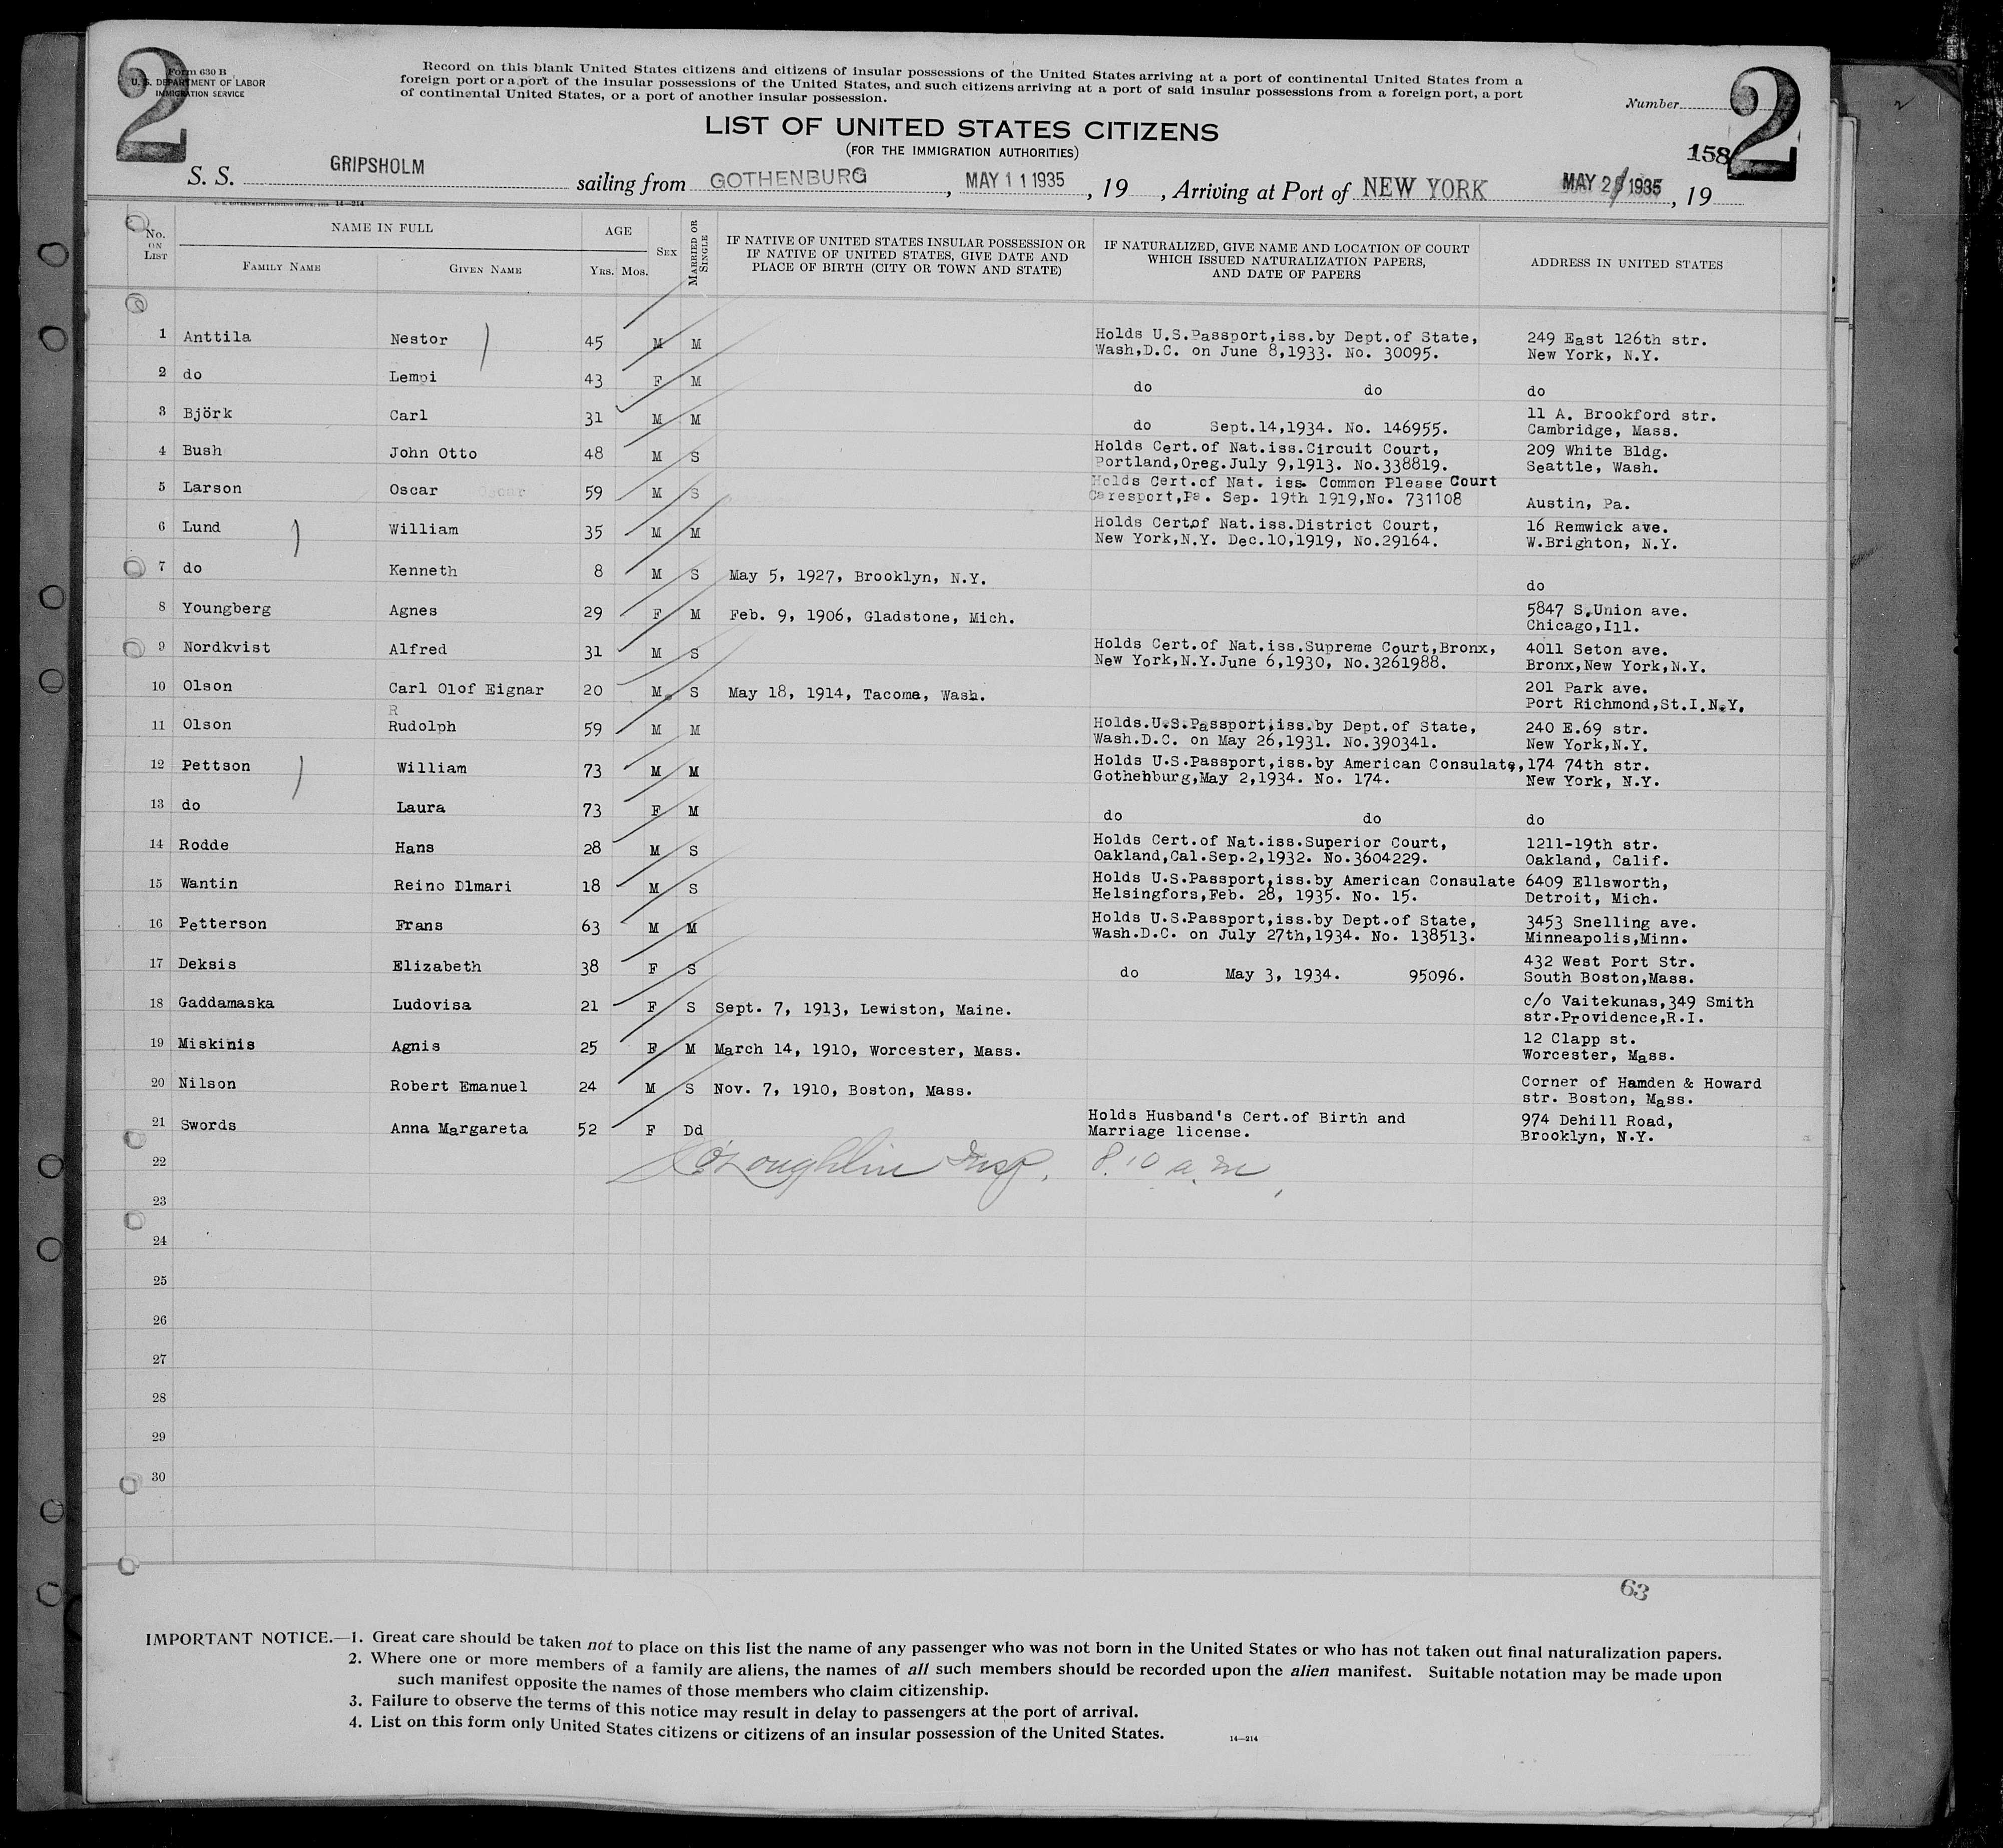 2
Form 630 B
U. S. DEPARTMENT OF LABOR
IMMIGRATION SERVICE
Record on this blank United States citizens and citizens of insular possessions of the United States arriving at a port of continental United States from a
foreign port or a port of the insular possessions of the United States, and such citizens arriving at a port of said insular possessions from a foreign port, a port
of continental United States, or a port of another insular possession.
Number
2
LIST OF UNITED STATES CITIZENS
(FOR THE IMMIGRATION AUTHORITIES)
158
S. S. GRIPSHOLM sailing from GOTHENBURG, MAY 11 1935, 19 , Arriving at Port of NEW YORK MAY 2 1935, 19
U. S. GOVERNMENT PRINTING OFFICE: 14—214
No. ON LIST NAME IN FULL FAMILY NAME GIVEN NAME AGE YRS. MOS. SEX MARRIED OR SINGLE
IF NATIVE OF UNITED STATES INSULAR POSSESSION OR IF NATIVE OF UNITED STATES, GIVE DATE AND PLACE OF BIRTH (CITY OR TOWN AND STATE)
IF NATURALIZED, GIVE NAME AND LOCATION OF COURT WHICH ISSUED NATURALIZATION PAPERS, AND DATE OF PAPERS
ADDRESS IN UNITED STATES
1 Anttila Nestor 45 M M Holds U.S.Passport,iss.by Dept.of State, 249 East 126th str.
Wash,D.C. on June 8,1933. No. 30095. New York, N.Y.
2 do Lempi 43 F M do do do
3 Björk Carl 31 M M 11 A. Brookford str.
do Sept.14,1934. No. 146955. Cambridge, Mass.
4 Bush John Otto 48 M S Holds Cert.of Nat.iss.Circuit Court, 209 White Bldg.
Portland,Oreg.July 9,1913. No.338819. Seattle, Wash.
5 Larson Oscar 59 M S Holds Cert.of Nat. iss. Common Please Court
Caresport,Pa. Sep. 19th 1919,No. 731108 Austin, Pa.
6 Lund William 35 M M Holds Cert.of Nat.iss.District Court, 16 Remwick ave.
New York,N.Y. Dec.10,1919, No.29164. W.Brighton, N.Y.
7 do Kenneth 8 M S May 5, 1927, Brooklyn, N.Y. do
8 Youngberg Agnes 29 F M Feb. 9, 1906, Gladstone, Mich. 5847 S.Union ave.
Chicago,Ill.
9 Nordkvist Alfred 31 M S Holds Cert.of Nat.iss.Supreme Court,Bronx, 4011 Seton ave.
New York,N.Y.June 6,1930, No.3261988. Bronx,New York,N.Y.
10 Olson Carl Olof Eignar 20 M S May 18, 1914, Tacoma, Wash. 201 Park ave.
Port Richmond,St.I.N.Y.
R
11 Olson Rudolph 59 M M Holds.U.S.Passport,iss.by Dept.of State, 240 E.69 str.
Wash.D.C. on May 26,1931. No.390341. New York,N.Y.
12 Pettson William 73 M M Holds U.S.Passport,iss.by American Consulate, 174 74th str.
Gothehburg,May 2,1934. No. 174. New York, N.Y.
13 do Laura 73 F M do do do
14 Rodde Hans 28 M S Holds Cert.of Nat.iss.Superior Court, 1211-19th str.
Oakland,Cal.Sep.2,1932. No.3604229. Oakland, Calif.
15 Wantin Reino Dlmari 18 M S Holds U.S.Passport,iss.by American Consulate 6409 Ellsworth,
Helsingfors,Feb. 28, 1935. No. 15. Detroit, Mich.
16 Petterson Frans 63 M M Holds U.S.Passport,iss.by Dept.of State, 3453 Snelling ave.
Wash.D.C. on July 27th,1934. No. 138513. Minneapolis,Minn.
17 Deksis Elizabeth 38 F S 432 West Port Str.
do May 3, 1934. 95096. South Boston,Mass.
18 Gaddamaska Ludovisa 21 F S Sept. 7, 1913, Lewiston, Maine. c/o Vaitekunas,349 Smith
str.Providence,R.I.
19 Miskinis Agnis 25 F M March 14, 1910, Worcester, Mass. 12 Clapp st.
Worcester, Mass.
20 Nilson Robert Emanuel 24 M S Nov. 7, 1910, Boston, Mass. Corner of Hamden & Howard
str. Boston, Mass.
21 Swords Anna Margareta 52 F Dd Holds Husband's Cert.of Birth and 974 Dehill Road,
Marriage license. Brooklyn, N.Y.
22 O'Loughlin Insp. 8.10 a.m
23
24
25
26
27
28
29
30
63
IMPORTANT NOTICE.—1. Great care should be taken not to place on this list the name of any passenger who was not born in the United States or who has not taken out final naturalization papers.
2. Where one or more members of a family are aliens, the names of all such members should be recorded upon the alien manifest. Suitable notation may be made upon
such manifest opposite the names of those members who claim citizenship.
3. Failure to observe the terms of this notice may result in delay to passengers at the port of arrival.
4. List on this form only United States citizens or citizens of an insular possession of the United States.
14—214